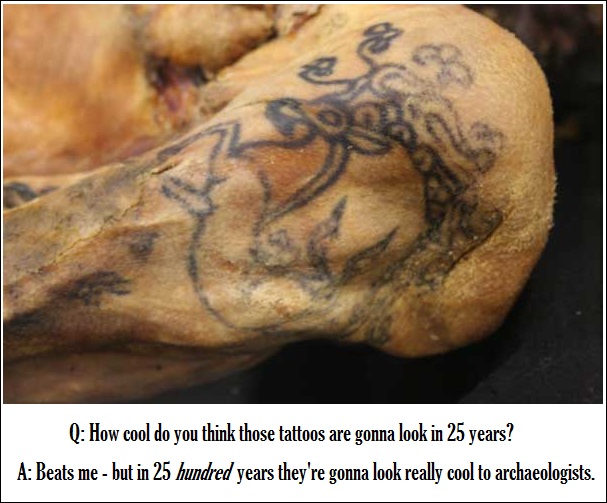 Q: How cool do you think those tattoos are gonna look in 25 years?
A: Beats me - but in 25 hundred years they're gonna look really cool to archaeologists.